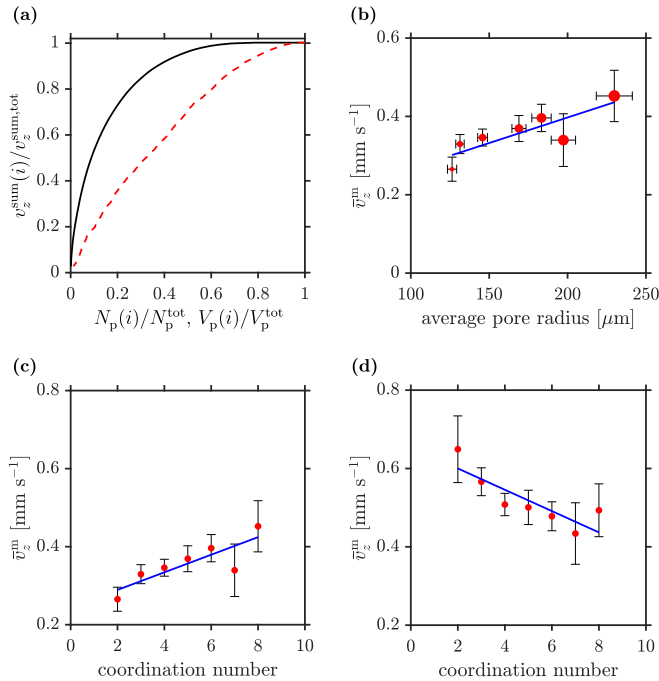 (a)
1
0.8
0.6
0.4
0.2
0
v_z^sum(i)/v_z^sum,tot
0 0.2 0.4 0.6 0.8 1
N_p(i)/N_p^tot, V_p(i)/V_p^tot
(b)
0.6
0.4
0.2
0
v̄_z^m [mm s⁻¹]
100 150 200 250
average pore radius [μm]
(c)
0.8
0.6
0.4
0.2
v̄_z^m [mm s⁻¹]
0 2 4 6 8 10
coordination number
(d)
0.8
0.6
0.4
0.2
v̄_z^m [mm s⁻¹]
0 2 4 6 8 10
coordination number